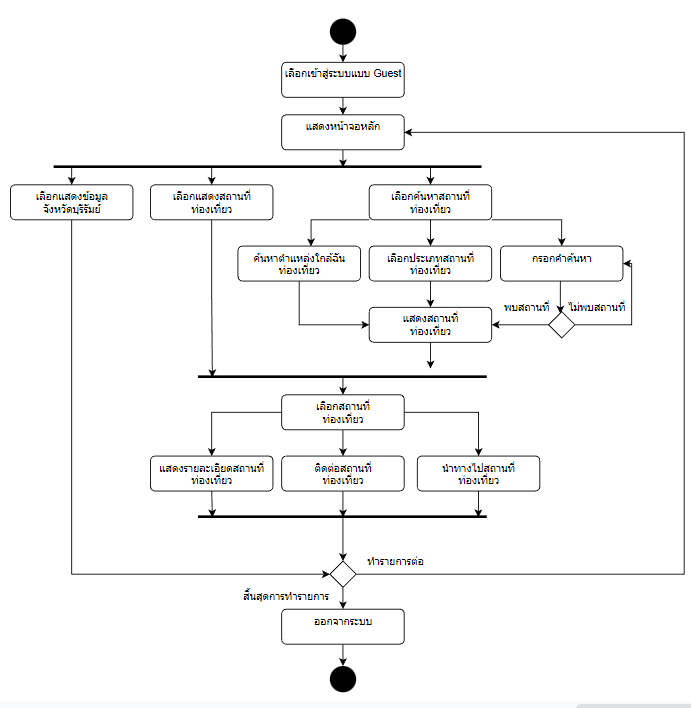 เลือกเข้าสู่ระบบแบบ Guest
แสดงหน้าจอหลัก
เลือกแสดงข้อมูล
จังหวัดบุรีรัมย์
เลือกแสดงสถานที่
ท่องเที่ยว
เลือกค้นหาสถานที่
ท่องเที่ยว
ค้นหาตำแหน่งใกล้ฉัน
ท่องเที่ยว
เลือกประเภทสถานที่
ท่องเที่ยว
กรอกคำค้นหา
พบสถานที่
ไม่พบสถานที่
แสดงสถานที่
ท่องเที่ยว
เลือกสถานที่
ท่องเที่ยว
แสดงรายละเอียดสถานที่
ท่องเที่ยว
ติดต่อสถานที่
ท่องเที่ยว
นำทางไปสถานที่
ท่องเที่ยว
ทำรายการต่อ
สิ้นสุดการทำรายการ
ออกจากระบบ